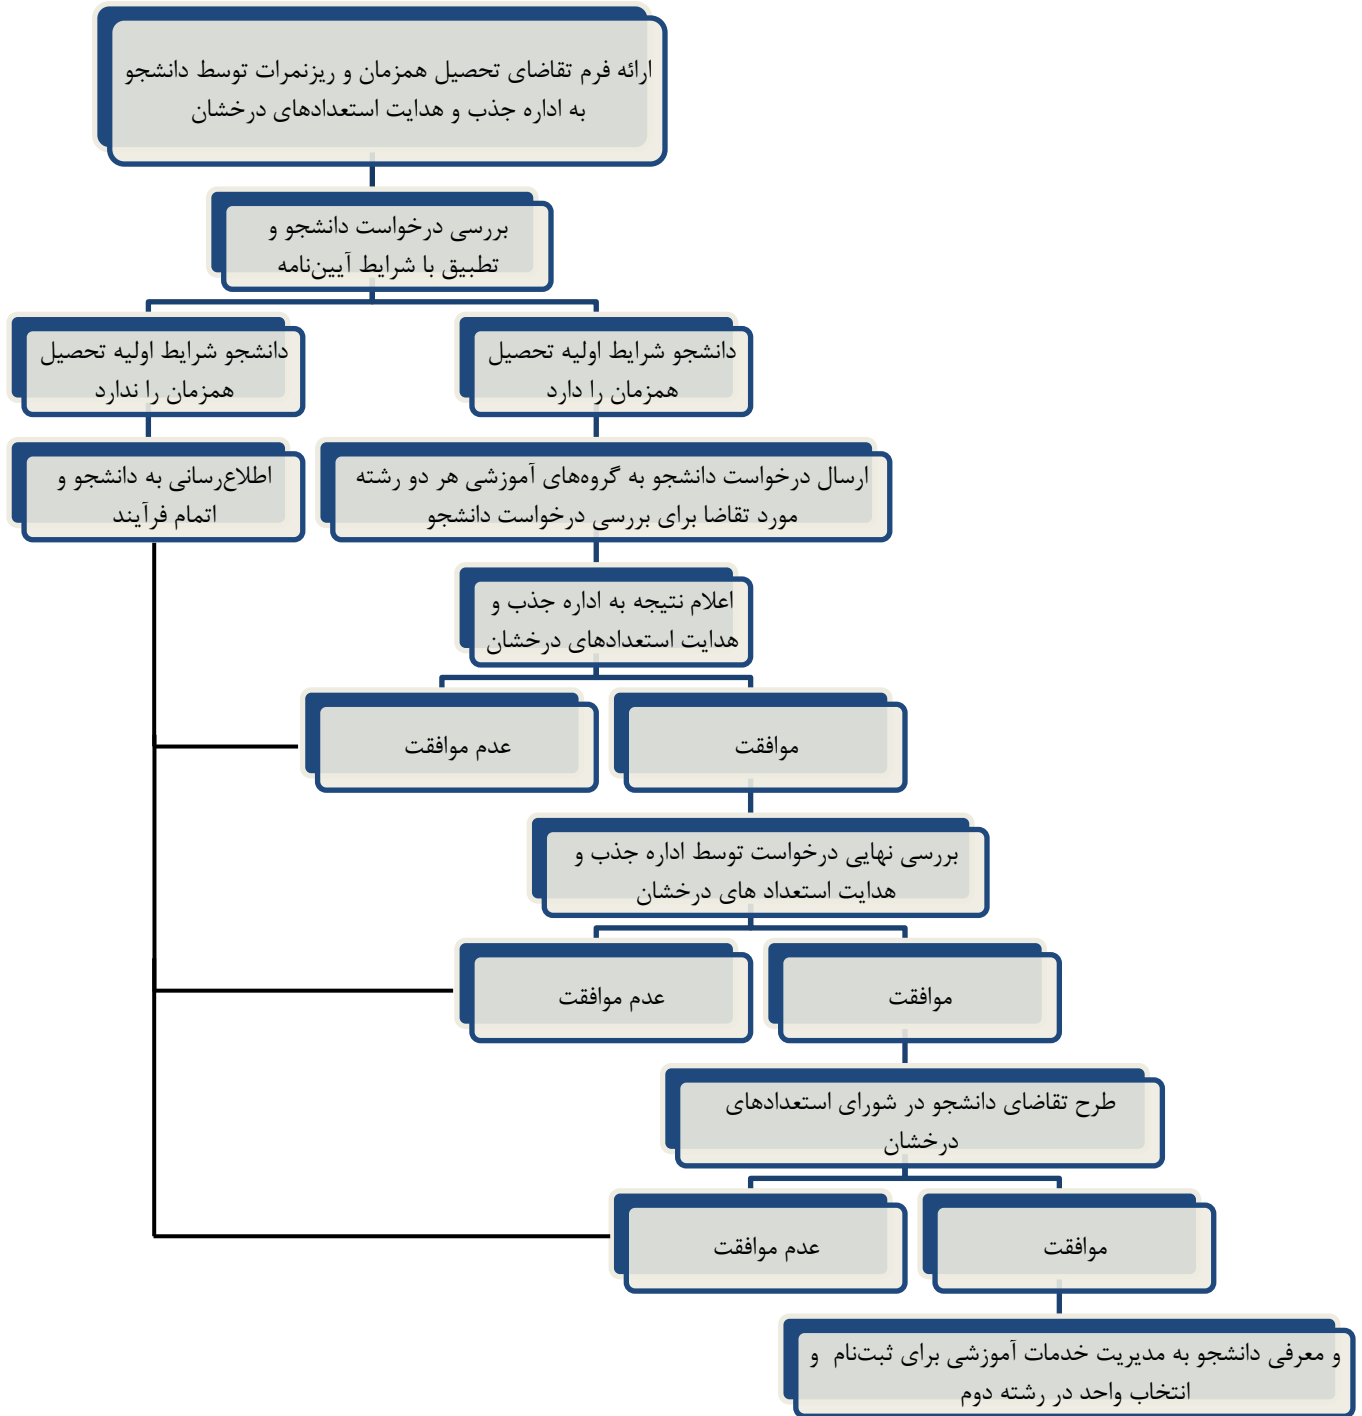 ارائه فرم تقاضای تحصیل همزمان و ریزنمرات توسط دانشجو
به اداره جذب و هدایت استعدادهای درخشان
بررسی درخواست دانشجو و
تطبیق با شرایط آیین‌نامه
دانشجو شرایط اولیه تحصیل
همزمان را دارد
دانشجو شرایط اولیه تحصیل
همزمان را ندارد
ارسال درخواست دانشجو به گروه‌های آموزشی هر دو رشته
مورد تقاضا برای بررسی درخواست دانشجو
اطلاع‌رسانی به دانشجو و
اتمام فرآیند
اعلام نتیجه به اداره جذب و
هدایت استعدادهای درخشان
موافقت
عدم موافقت
بررسی نهایی درخواست توسط اداره جذب و
هدایت استعداد های درخشان
موافقت
عدم موافقت
طرح تقاضای دانشجو در شورای استعدادهای
درخشان
موافقت
عدم موافقت
و معرفی دانشجو به مدیریت خدمات آموزشی برای ثبت‌نام و
انتخاب واحد در رشته دوم